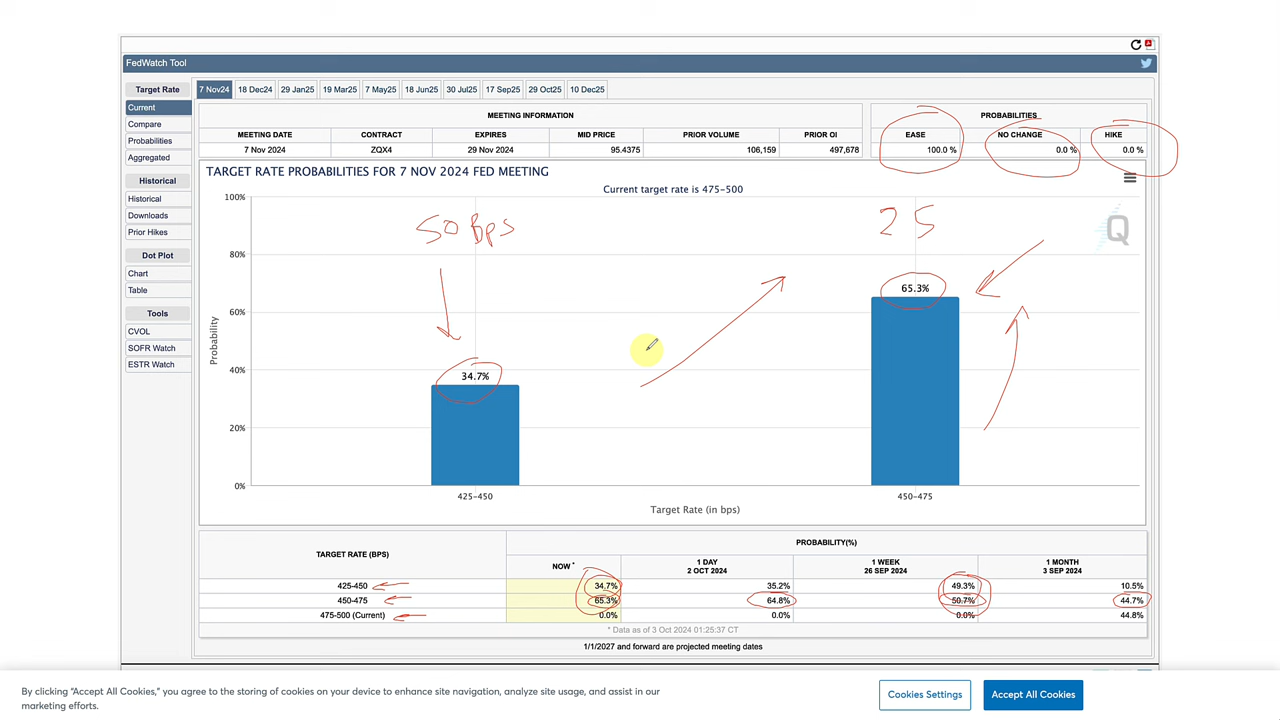 FedWatch Tool
Target Rate
Current
Compare
Probabilities
Aggregated
Historical
Historical
Downloads
Prior Hikes
Dot Plot
Chart
Table
Tools
CVOL
SOFR Watch
ESTR Watch
7 Nov24 18 Dec24 29 Jan25 19 Mar25 7 May25 18 Jun25 30 Jul25 17 Sep25 29 Oct25 10 Dec25
MEETING INFORMATION
MEETING DATE CONTRACT EXPIRES MID PRICE PRIOR VOLUME PRIOR OI
7 Nov 2024 ZQX4 29 Nov 2024 95.4375 106,159 497,678
PROBABILITIES
EASE NO CHANGE HIKE
100.0 % 0.0 % 0.0 %
TARGET RATE PROBABILITIES FOR 7 NOV 2024 FED MEETING
Current target rate is 475-500
50 Bps 25
Q
100%
80%
60%
40%
20%
0%
Probability
34.7%
65.3%
425-450 450-475
Target Rate (in bps)
TARGET RATE (BPS) PROBABILITY(%)
NOW * 1 DAY 1 WEEK 1 MONTH
2 OCT 2024 26 SEP 2024 3 SEP 2024
425-450 34.7% 35.2% 49.3% 10.5%
450-475 65.3% 64.8% 50.7% 44.7%
475-500 (Current) 0.0% 0.0% 0.0% 44.8%
* Data as of 3 Oct 2024 01:25:37 CT
1/1/2027 and forward are projected meeting dates
By clicking “Accept All Cookies,” you agree to the storing of cookies on your device to enhance site navigation, analyze site usage, and assist in our
marketing efforts.
Cookies Settings
Accept All Cookies